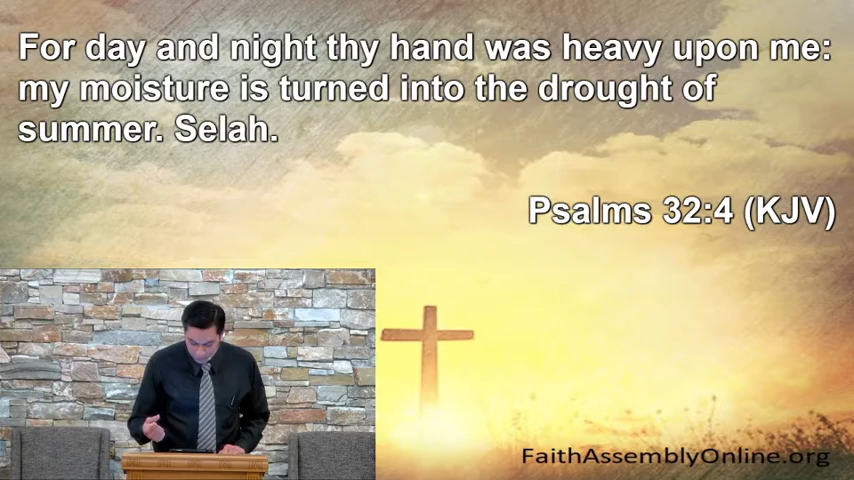 For day and night thy hand was heavy upon me:
my moisture is turned into the drought of
summer. Selah.
Psalms 32:4 (KJV)
FaithAssemblyOnline.org